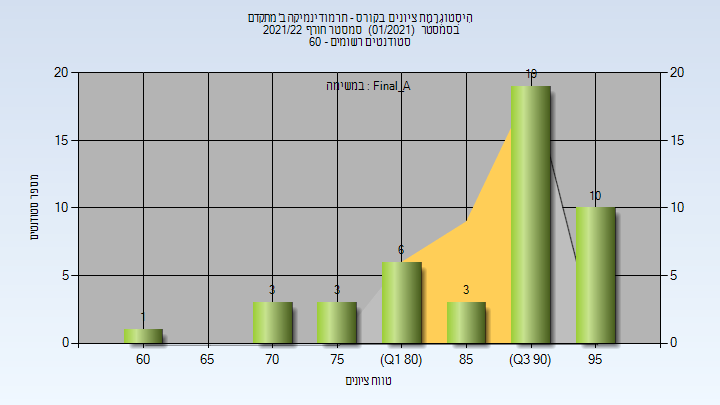 היסטוגרמת ציונים בקורס - תרמודינמיקה ב' מתקדם
בסמסטר (01/2021) סמסטר חורף 2021/22
סטודנטים רשומים - 60
במשימה : Final_A
מספר סטודנטים
20
15
10
5
0
20
15
10
5
0
1
3
3
6
3
19
10
60
65
70
75
(Q1 80)
85
(Q3 90)
95
טווח ציונים